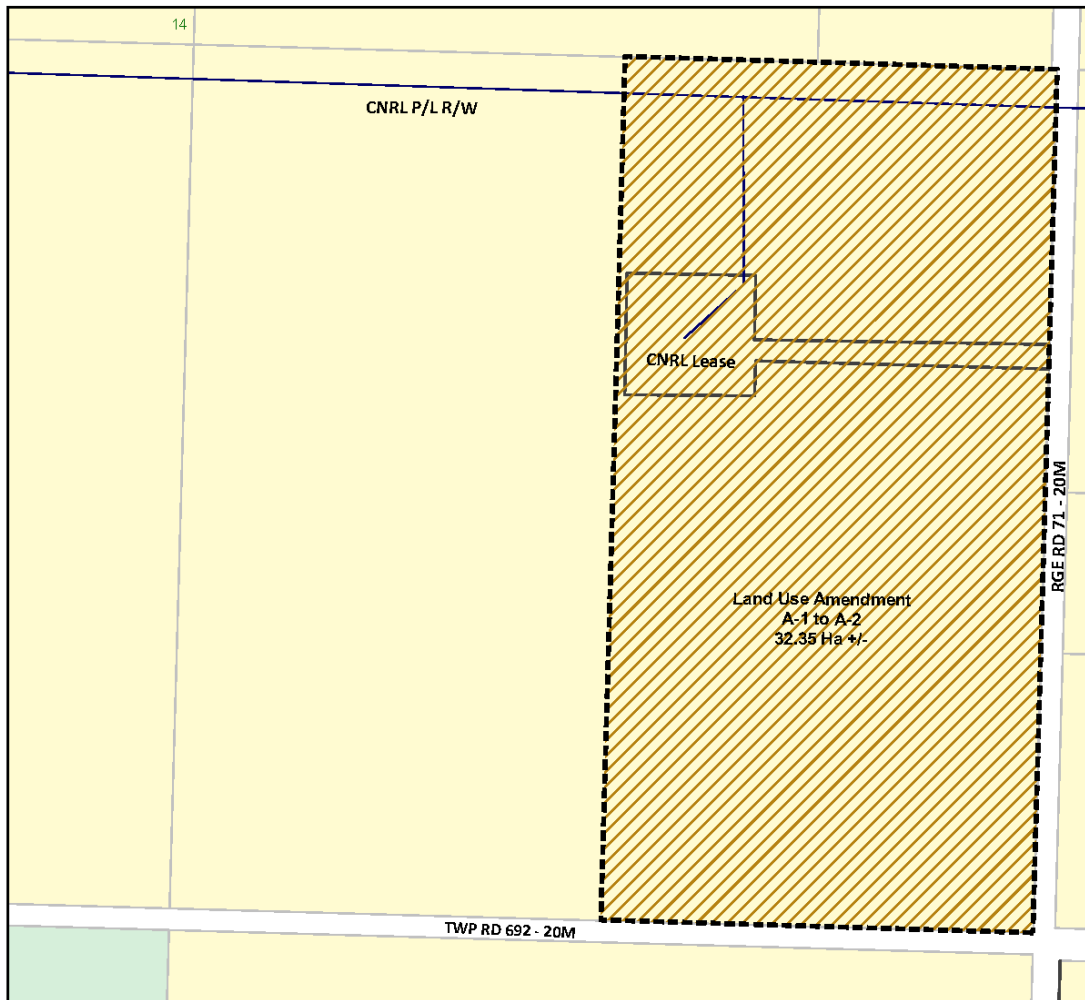 14
CNRL P/L R/W
CNRL Lease
RGE RD 71 - 20M
Land Use Amendment
A-1 to A-2
32.35 Ha +/-
TWP RD 692 - 20M